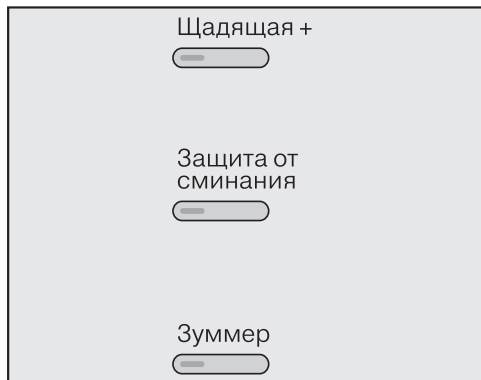 Щадящая +
Защита от
сминания
Зуммер